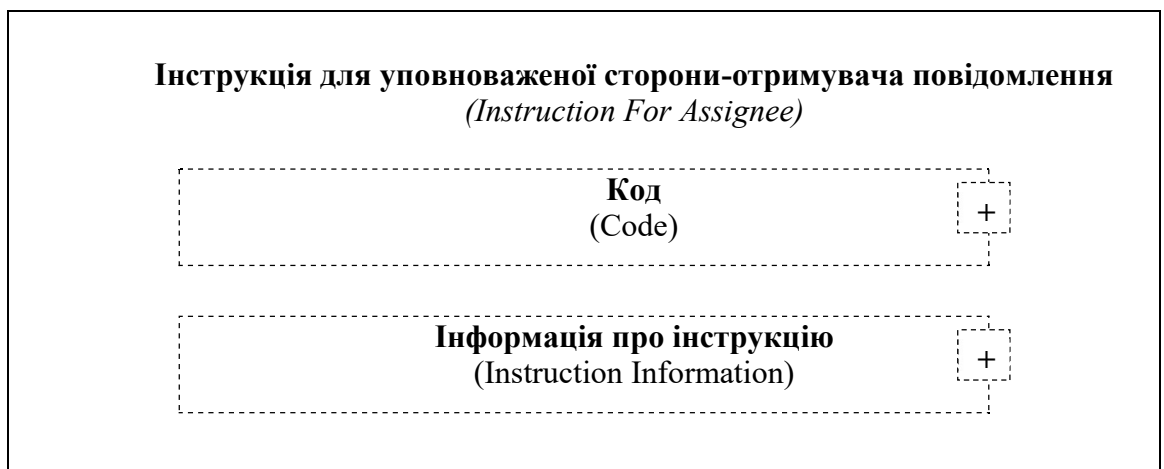 Інструкція для уповноваженої сторони-отримувача повідомлення
(Instruction For Assignee)
Код
(Code)
+
Інформація про інструкцію
(Instruction Information)
+